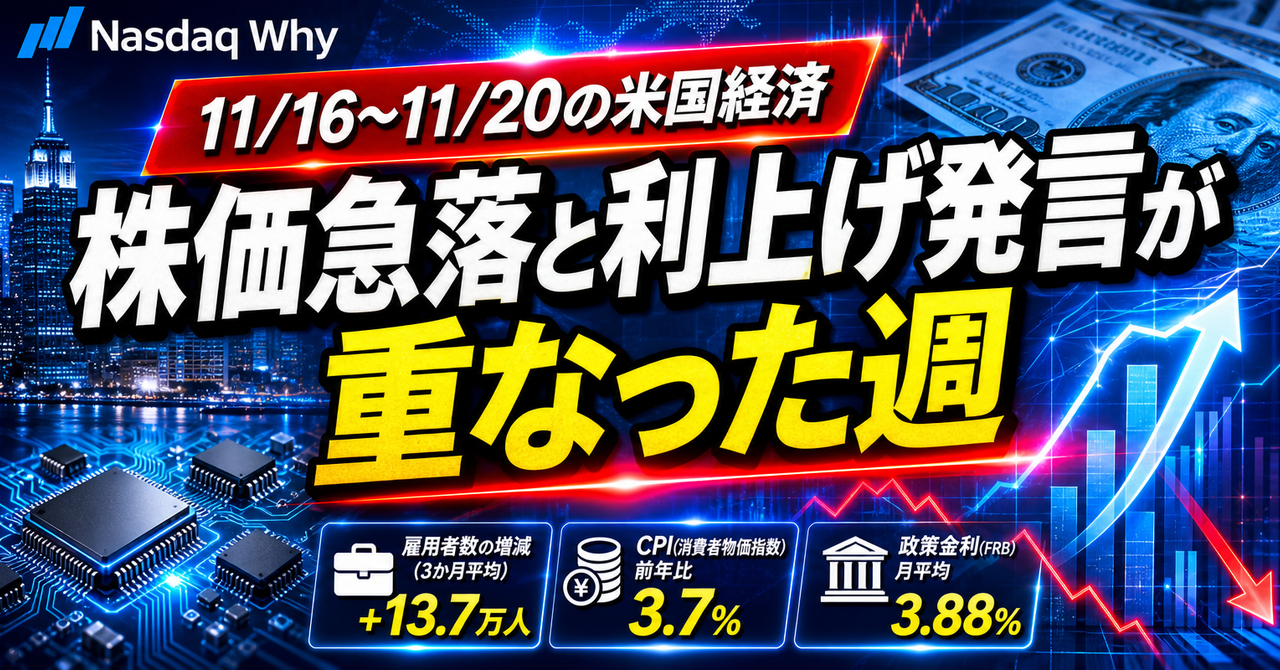 Nasdaq Why
11/16~11/20の米国経済
株価急落と利上げ発言が
重なった週
雇用者数の増減
(3か月平均)
+13.7万人
CPI(消費者物価指数)
前年比
3.7%
政策金利(FRB)
月平均
3.88%
¥
100